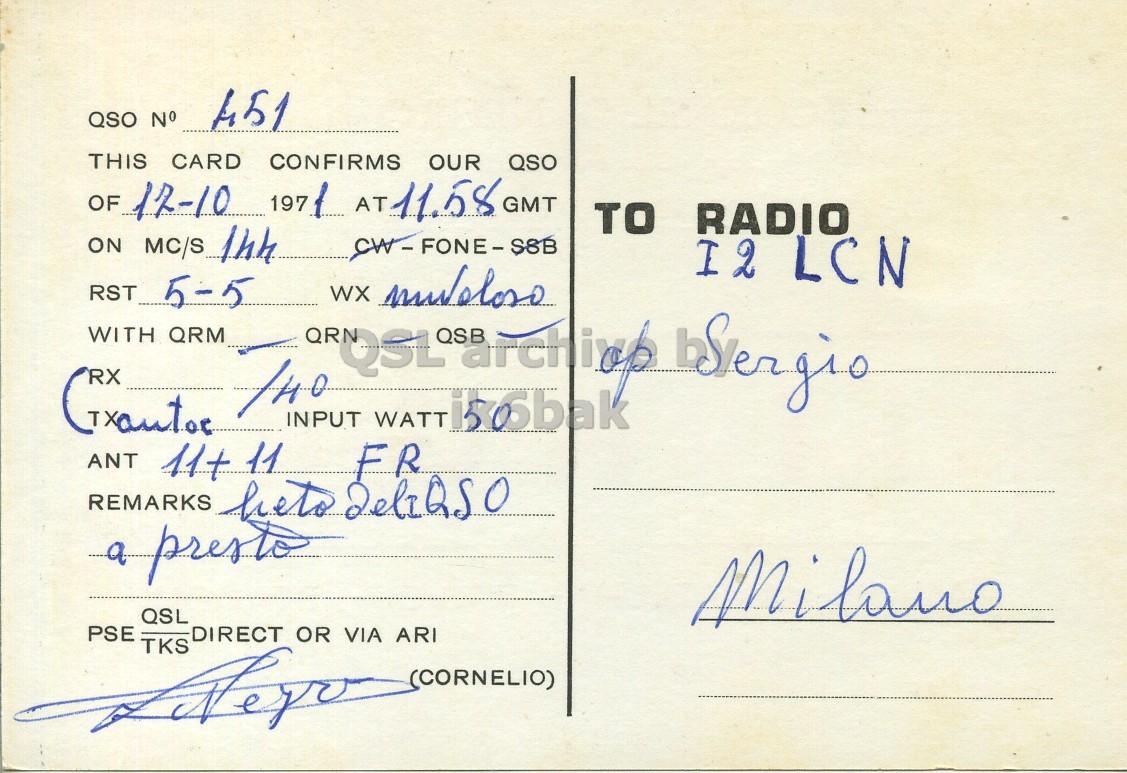 QSO Nº 451
THIS CARD CONFIRMS OUR QSO
OF 12-10 1971 AT 11.58 GMT
ON MC/S 144 CW - FONE - SSB
RST 5-5 WX nuvoloso
WITH QRM — QRN — QSB —
RX /40
TX autoc INPUT WATT 50
ANT 11+11 FR
REMARKS lieto del QSO
a presto
PSE QSL/TKS DIRECT OR VIA ARI
(CORNELIO)
TO RADIO
I2 LCN
op Sergio
Milano
QSL archive by
ik6bak